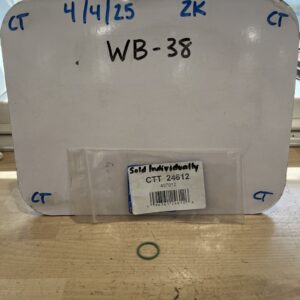 CT 4/4/25 ZK CT
WB-38
Sold Individually
CTT 24612
CT CT